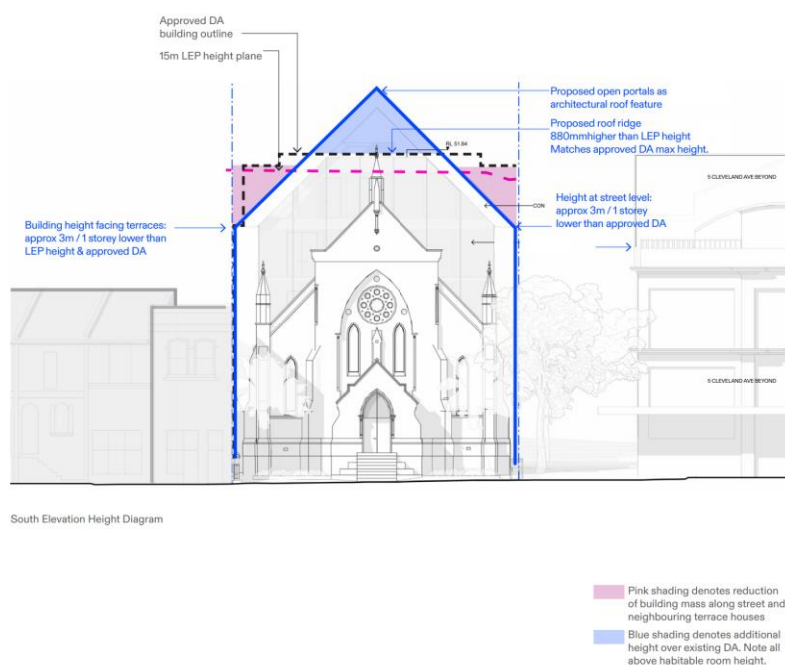 Approved DA
building outline
15m LEP height plane
Proposed open portals as
architectural roof feature
Proposed roof ridge
880mmhigher than LEP height
Matches approved DA max height.
RL 51.64
5 CLEVELAND AVE BEYOND
CON
Height at street level:
approx 3m / 1 storey
lower than approved DA
Building height facing terraces:
approx 3m / 1 storey lower than
LEP height & approved DA
5 CLEVELAND AVE BEYOND
South Elevation Height Diagram
Pink shading denotes reduction
of building mass along street and
neighbouring terrace houses
Blue shading denotes additional
height over existing DA. Note all
above habitable room height.